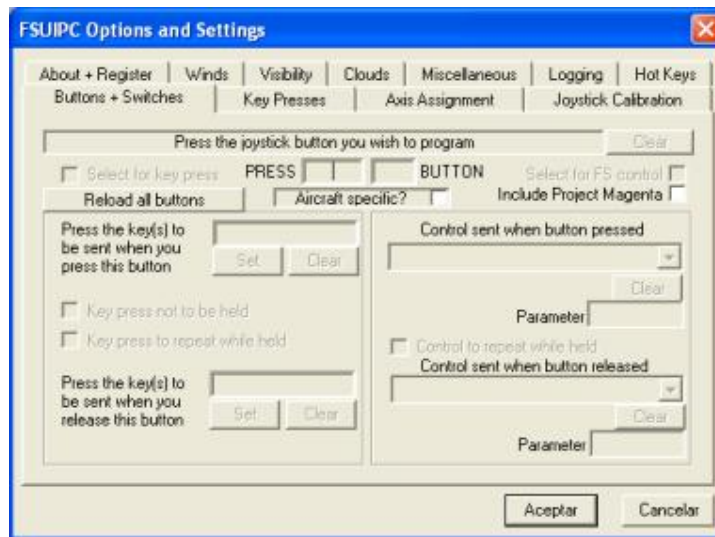 FSUIPC Options and Settings
About + Register Winds Visibility Clouds Miscellaneous Logging Hot Keys
Buttons + Switches Key Presses Axis Assignment Joystick Calibration
Press the joystick button you wish to program Clear
Select for key press PRESS BUTTON Select for FS control
Reload all buttons Aircraft specific? Include Project Magenta
Press the key(s) to
be sent when you
press this button
Set Clear
Key press not to be held
Key press to repeat while held
Press the key(s) to
be sent when you
release this button
Set Clear
Control sent when button pressed
Clear
Parameter
Control to repeat while held
Control sent when button released
Clear
Parameter
Aceptar Cancelar